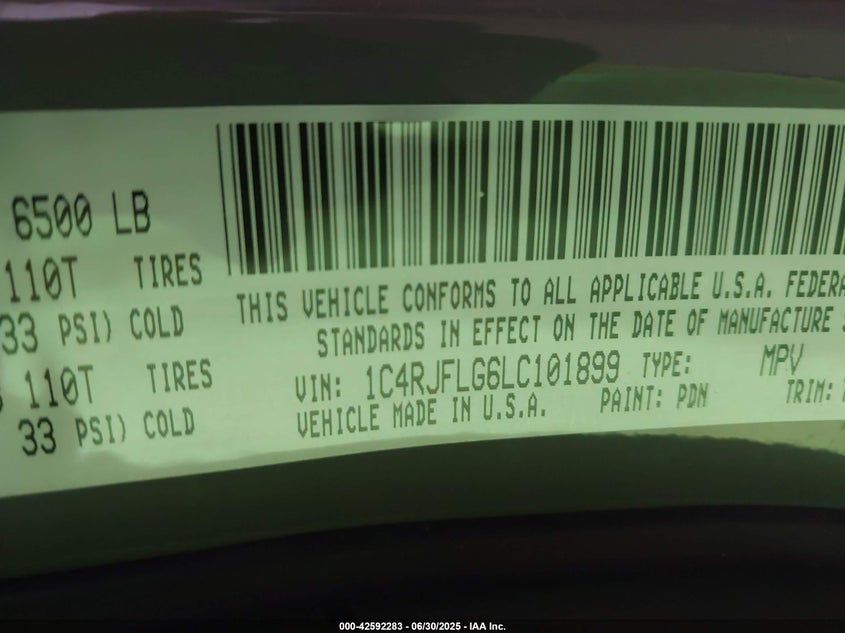 6500 LB
110T TIRES
33 PSI) COLD
110T TIRES
33 PSI) COLD
THIS VEHICLE CONFORMS TO ALL APPLICABLE U.S.A. FEDERA
STANDARDS IN EFFECT ON THE DATE OF MANUFACTURE
VIN: 1C4RJFLG6LC101899 TYPE: MPV
VEHICLE MADE IN U.S.A. PAINT: PDN TRIM:
000-42592283 - 06/30/2025 - IAA Inc.